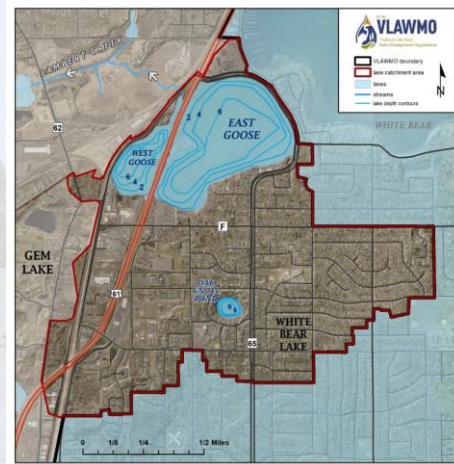 VLAWMO
Vadnais Lake Area
Water Management Organization
VLAWMO boundary
lake catchment area
lakes
streams
lake depth contours
N
LAMBERT CREEK
62
WHITE BEAR
2 4 6
EAST
GOOSE
WEST
GOOSE
6
4
2
GEM
LAKE
F
61
OAK
KNOLL
POND
WHITE
BEAR
LAKE
65
0 1/8 1/4 1/2 Miles